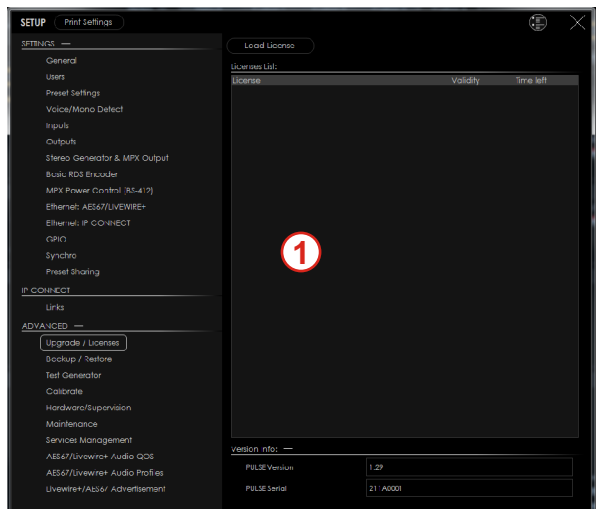 SETUP Print Settings
SETTINGS —
General
Users
Preset Settings
Voice/Mono Detect
Inputs
Outputs
Stereo Generator & MPX Output
Basic RDS Encoder
MPX Power Control (BS-412)
Ethernet: AES67/LIVEWIRE+
Ethernet: IP CONNECT
GPIO
Synchro
Preset Sharing
IP CONNECT
Links
ADVANCED —
Upgrade / Licenses
Backup / Restore
Test Generator
Calibrate
Hardware/Supervision
Maintenance
Services Management
AES67/Livewire+ Audio QOS
AES67/Livewire+ Audio Profiles
Livewire+/AES67 Advertisement
Load License
Licenses List:
License Validity Time left
1
Version Info: —
PULSE Version 1.29
PULSE Serial 211A0001